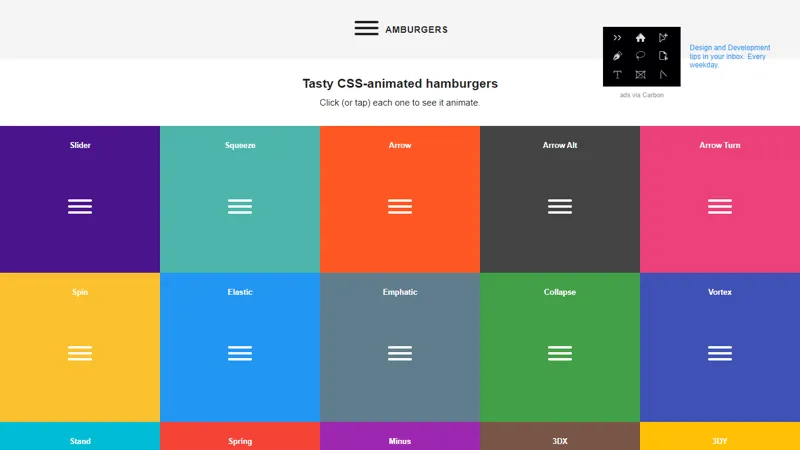 AMBURGERS
Design and Development
tips in your inbox. Every
weekday.
ads via Carbon
Tasty CSS-animated hamburgers
Click (or tap) each one to see it animate.
Slider
Squeeze
Arrow
Arrow Alt
Arrow Turn
Spin
Elastic
Emphatic
Collapse
Vortex
Stand
Spring
Minus
3DX
3DY